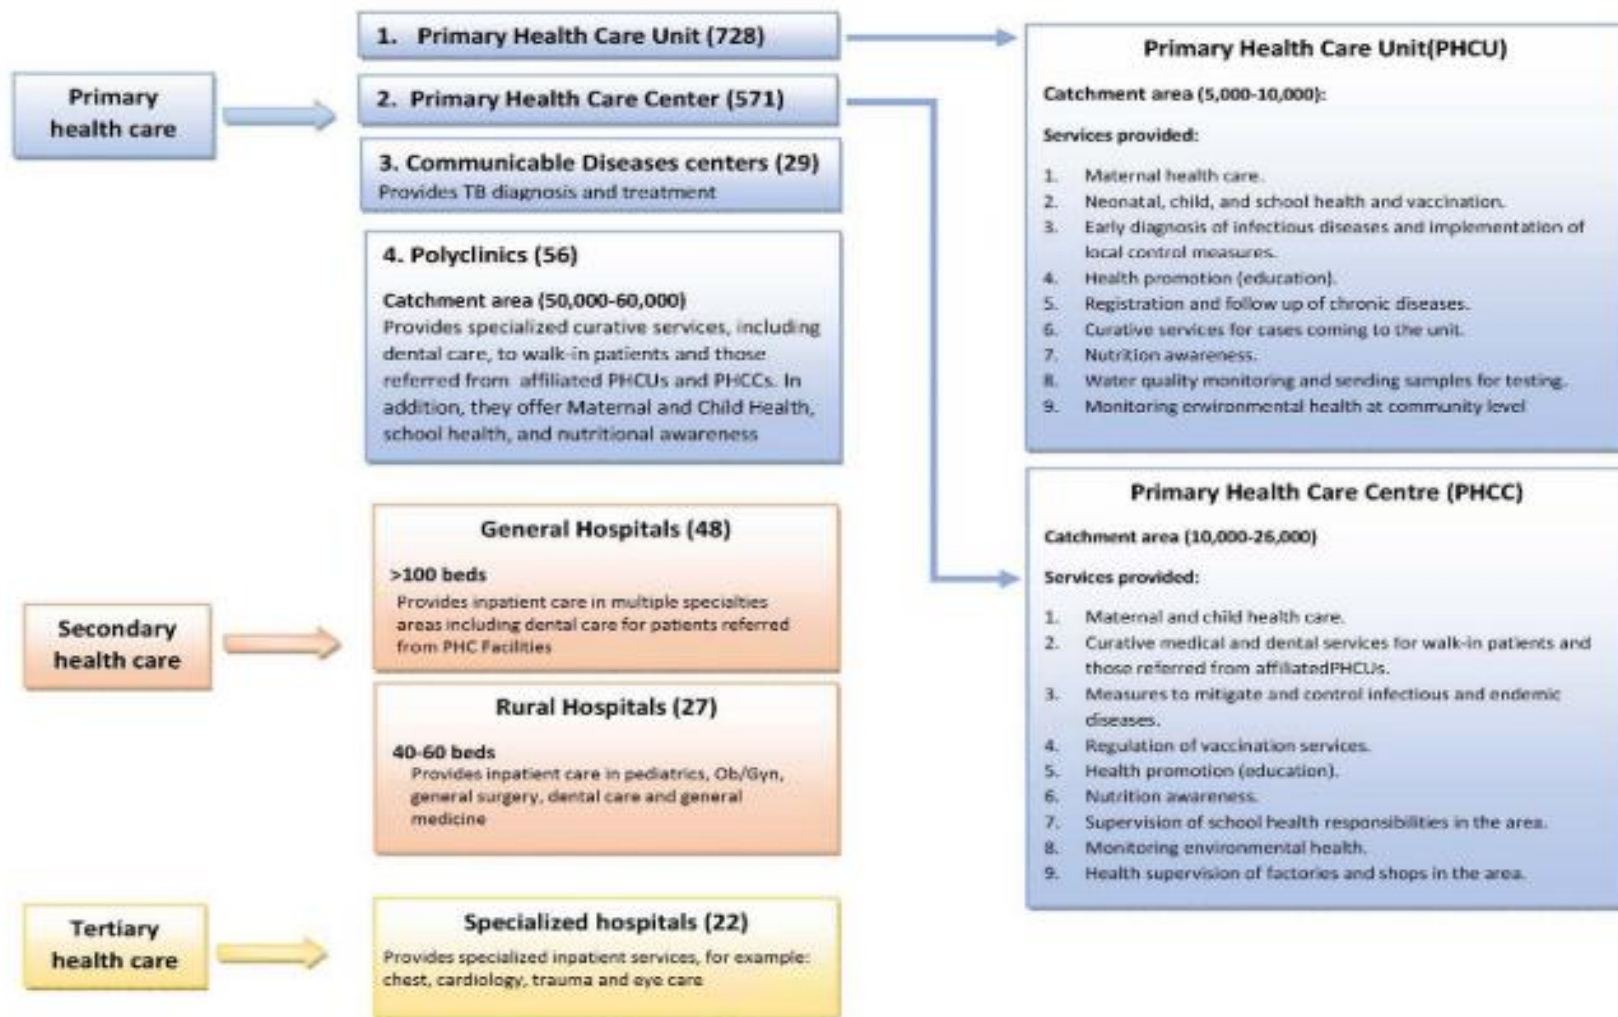 Primary
health care
1. Primary Health Care Unit (728)
2. Primary Health Care Center (571)
3. Communicable Diseases centers (29)
Provides TB diagnosis and treatment
4. Polyclinics (56)
Catchment area (50,000-60,000)
Provides specialized curative services, including
dental care, to walk-in patients and those
referred from affiliated PHCUs and PHCCs. In
addition, they offer Maternal and Child Health,
school health, and nutritional awareness
Primary Health Care Unit(PHCU)
Catchment area (5,000-10,000):
Services provided:
1. Maternal health care.
2. Neonatal, child, and school health and vaccination.
3. Early diagnosis of infectious diseases and implementation of
local control measures.
4. Health promotion (education).
5. Registration and follow up of chronic diseases.
6. Curative services for cases coming to the unit.
7. Nutrition awareness.
8. Water quality monitoring and sending samples for testing.
9. Monitoring environmental health at community level
Primary Health Care Centre (PHCC)
Catchment area (10,000-26,000)
Services provided:
1. Maternal and child health care.
2. Curative medical and dental services for walk-in patients and
those referred from affiliatedPHCUs.
3. Measures to mitigate and control infectious and endemic
diseases.
4. Regulation of vaccination services.
5. Health promotion (education).
6. Nutrition awareness.
7. Supervision of school health responsibilities in the area.
8. Monitoring environmental health.
9. Health supervision of factories and shops in the area.
Secondary
health care
General Hospitals (48)
>100 beds
Provides inpatient care in multiple specialties
areas including dental care for patients referred
from PHC Facilities
Rural Hospitals (27)
40-60 beds
Provides inpatient care in pediatrics, Ob/Gyn,
general surgery, dental care and general
medicine
Tertiary
health care
Specialized hospitals (22)
Provides specialized inpatient services, for example:
chest, cardiology, trauma and eye care